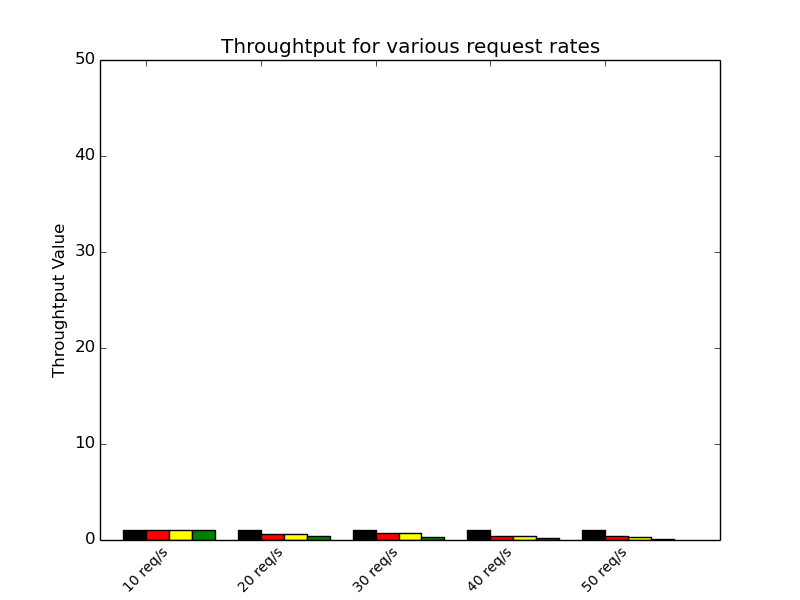 Throughtput for various request rates
Throughtput Value
50
40
30
20
10
0
10 req/s
20 req/s
30 req/s
40 req/s
50 req/s